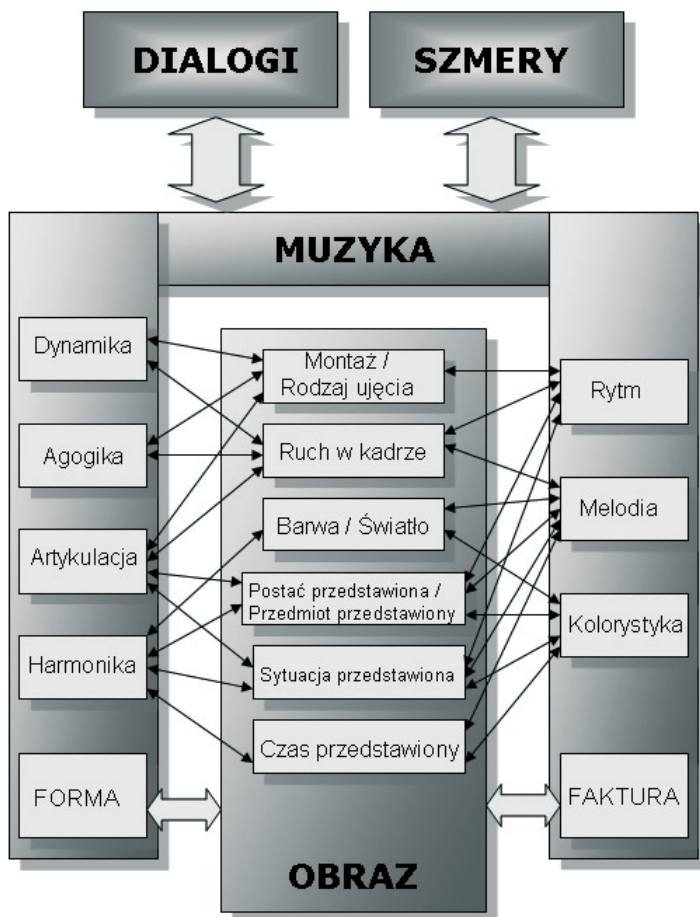 DIALOGI
SZMERY
MUZYKA
Dynamika
Agogika
Artykulacja
Harmonika
FORMA
Montaż /
Rodzaj ujęcia
Ruch w kadrze
Barwa / Światło
Postać przedstawiona /
Przedmiot przedstawiony
Sytuacja przedstawiona
Czas przedstawiony
OBRAZ
Rytm
Melodia
Kolorystyka
FAKTURA